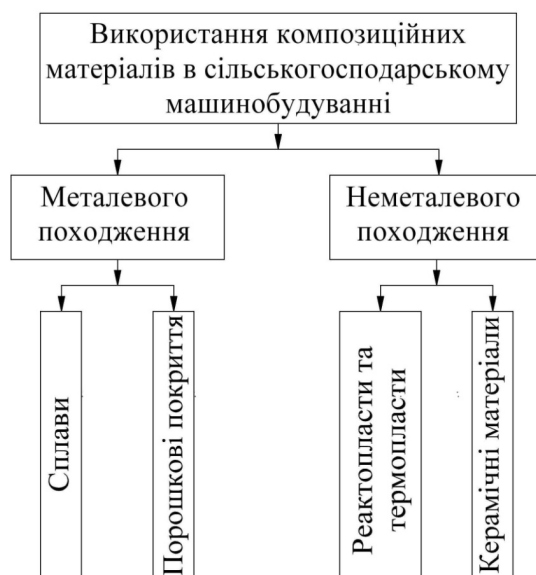 Використання композиційних
матеріалів в сільськогосподарському
машинобудуванні
Металевого
походження
Неметалевого
походження
Сплави
Порошкові покриття
Реактопласти та
термопласти
Керамічні матеріали